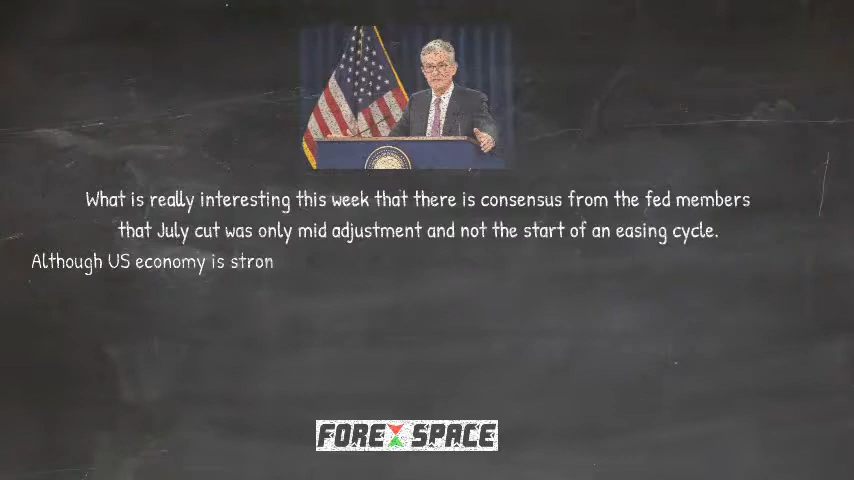 What is really interesting this week that there is consensus from the fed members
that July cut was only mid adjustment and not the start of an easing cycle.
Although US economy is stron
FOREX SPACE